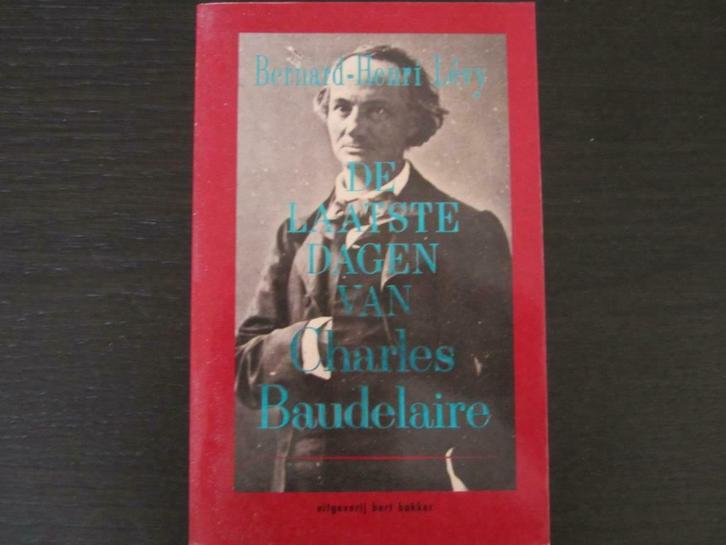 Bernard-Henri Lévy
DE
LAATSTE
DAGEN
VAN
Charles
Baudelaire
uitgeverij bert bakker